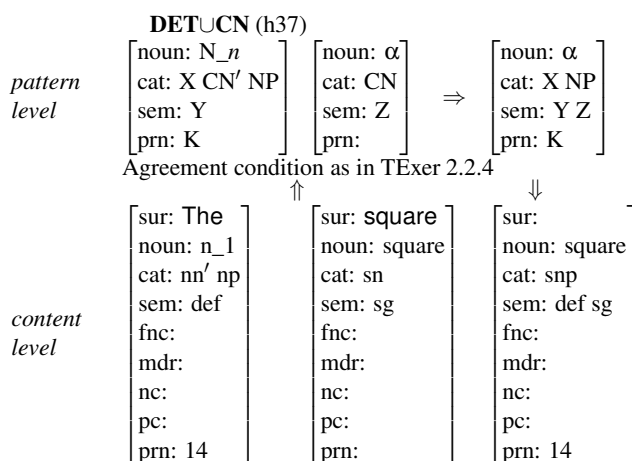 DET∪CN (h37)
pattern level
[noun: N_n] [noun: α] [noun: α]
[cat: X CN′ NP] [cat: CN] ⇒ [cat: X NP]
[sem: Y] [sem: Z] [sem: Y Z]
[prn: K] [prn:] [prn: K]
Agreement condition as in TExer 2.2.4
⇑ ⇓
content level
[sur: The] [sur: square] [sur:]
[noun: n_1] [noun: square] [noun: square]
[cat: nn′ np] [cat: sn] [cat: snp]
[sem: def] [sem: sg] [sem: def sg]
[fnc:] [fnc:] [fnc:]
[mdr:] [mdr:] [mdr:]
[nc:] [nc:] [nc:]
[pc:] [pc:] [pc:]
[prn: 14] [prn:] [prn: 14]